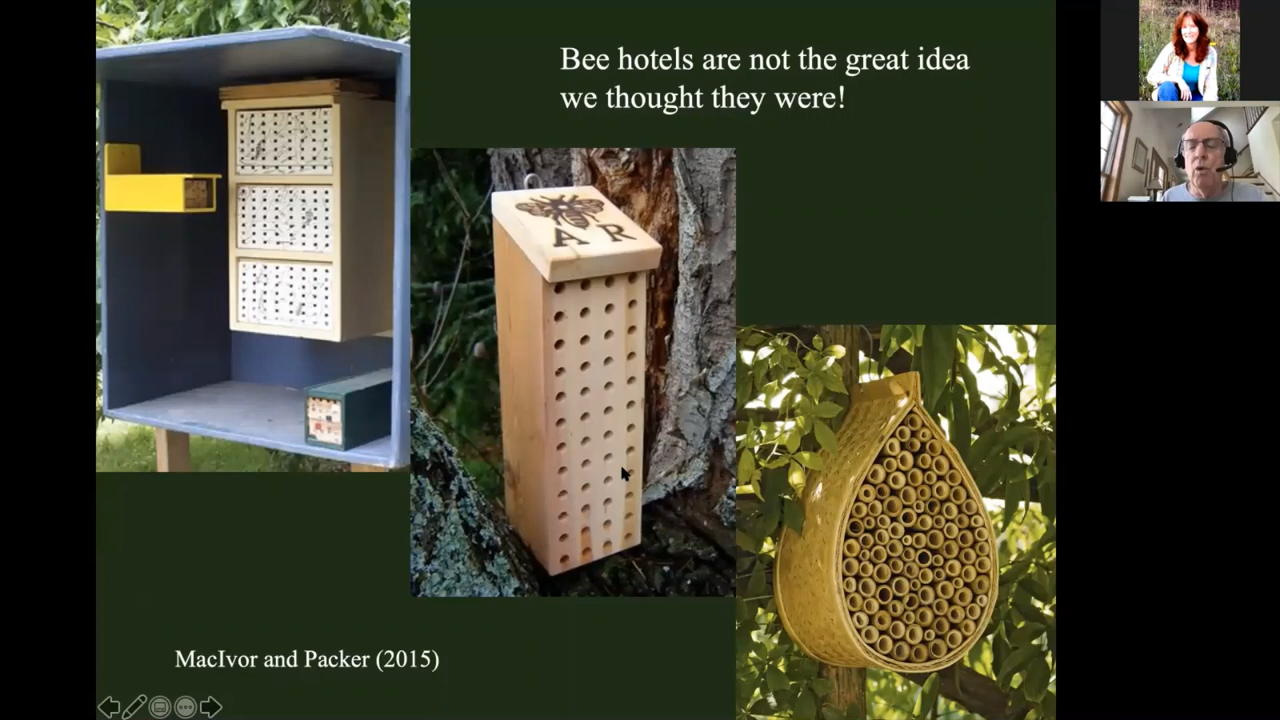 Bee hotels are not the great idea
we thought they were!
A R
MacIvor and Packer (2015)